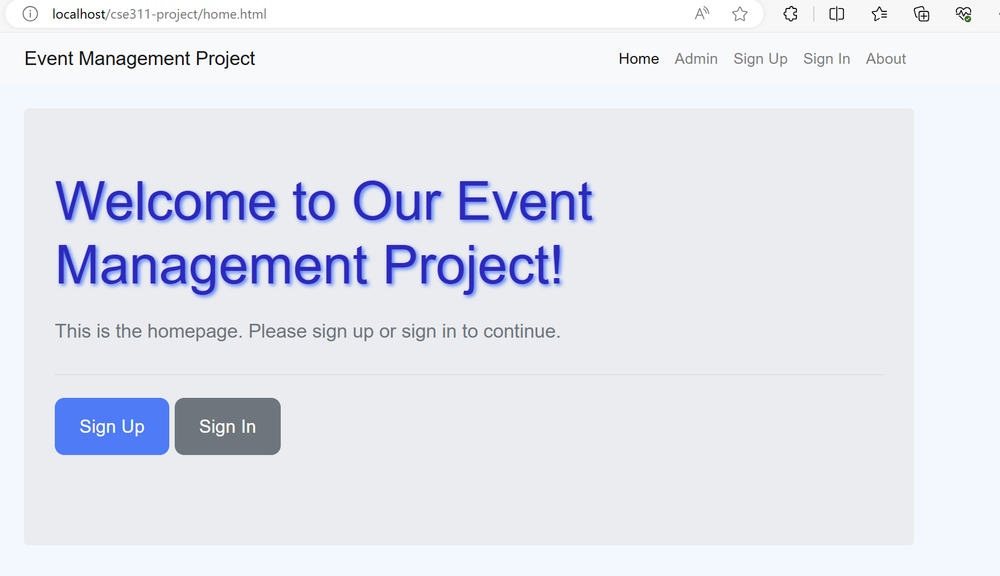 localhost/cse311-project/home.html
Event Management Project
Home Admin Sign Up Sign In About
Welcome to Our Event
Management Project!
This is the homepage. Please sign up or sign in to continue.
Sign Up Sign In